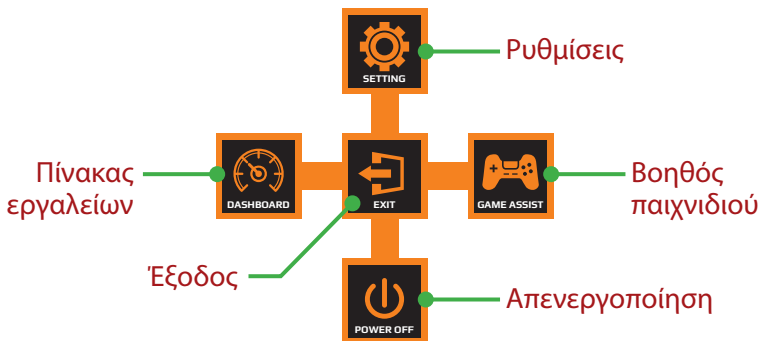 SETTING
Ρυθμίσεις
Πίνακας
εργαλείων
DASHBOARD
EXIT
GAME ASSIST
Βοηθός
παιχνιδιού
Έξοδος
POWER OFF
Απενεργοποίηση